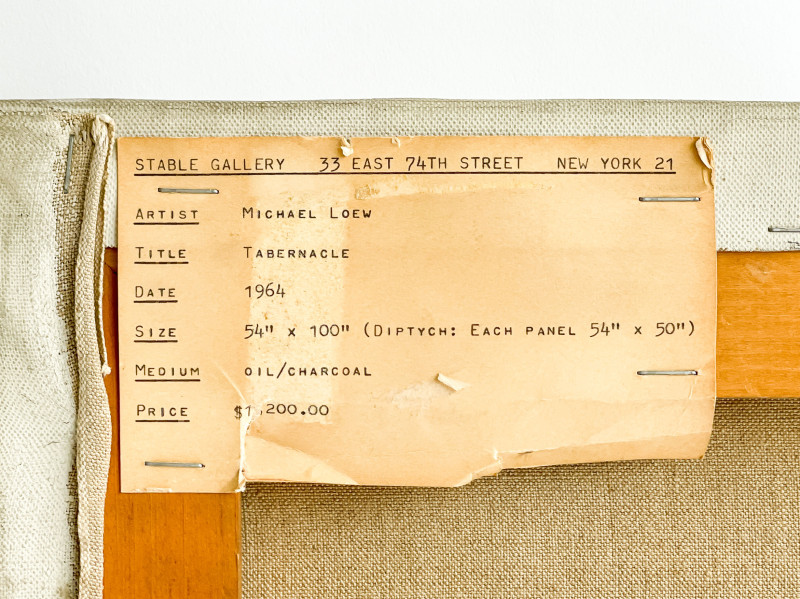 STABLE GALLERY 33 EAST 74TH STREET NEW YORK 21
ARTIST MICHAEL LOEW
TITLE TABERNACLE
DATE 1964
SIZE 54" X 100" (DIPTYCH: EACH PANEL 54" X 50")
MEDIUM OIL/CHARCOAL
PRICE $1,200.00